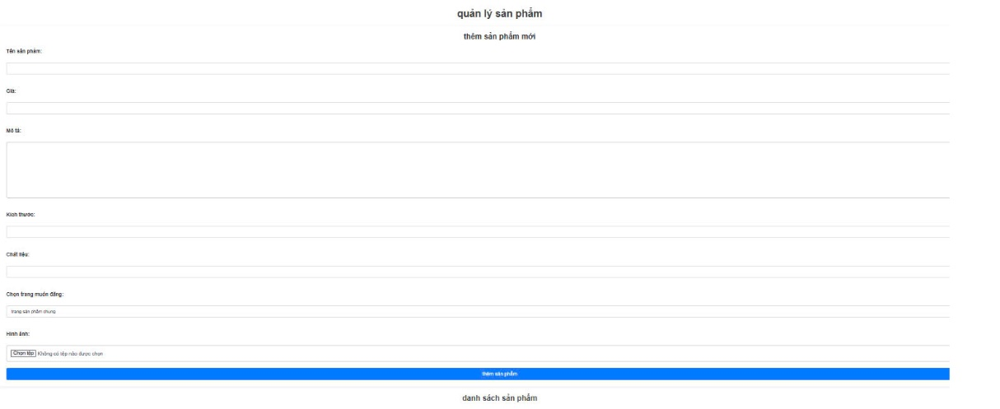 quản lý sản phẩm
thêm sản phẩm mới
Tên sản phẩm:
Giá:
Mô tả:
Kích thước:
Chất liệu:
Chọn trang muốn đăng:
trang sản phẩm chung
Hình ảnh:
Chọn tệp Không có tệp nào được chọn
thêm sản phẩm
danh sách sản phẩm